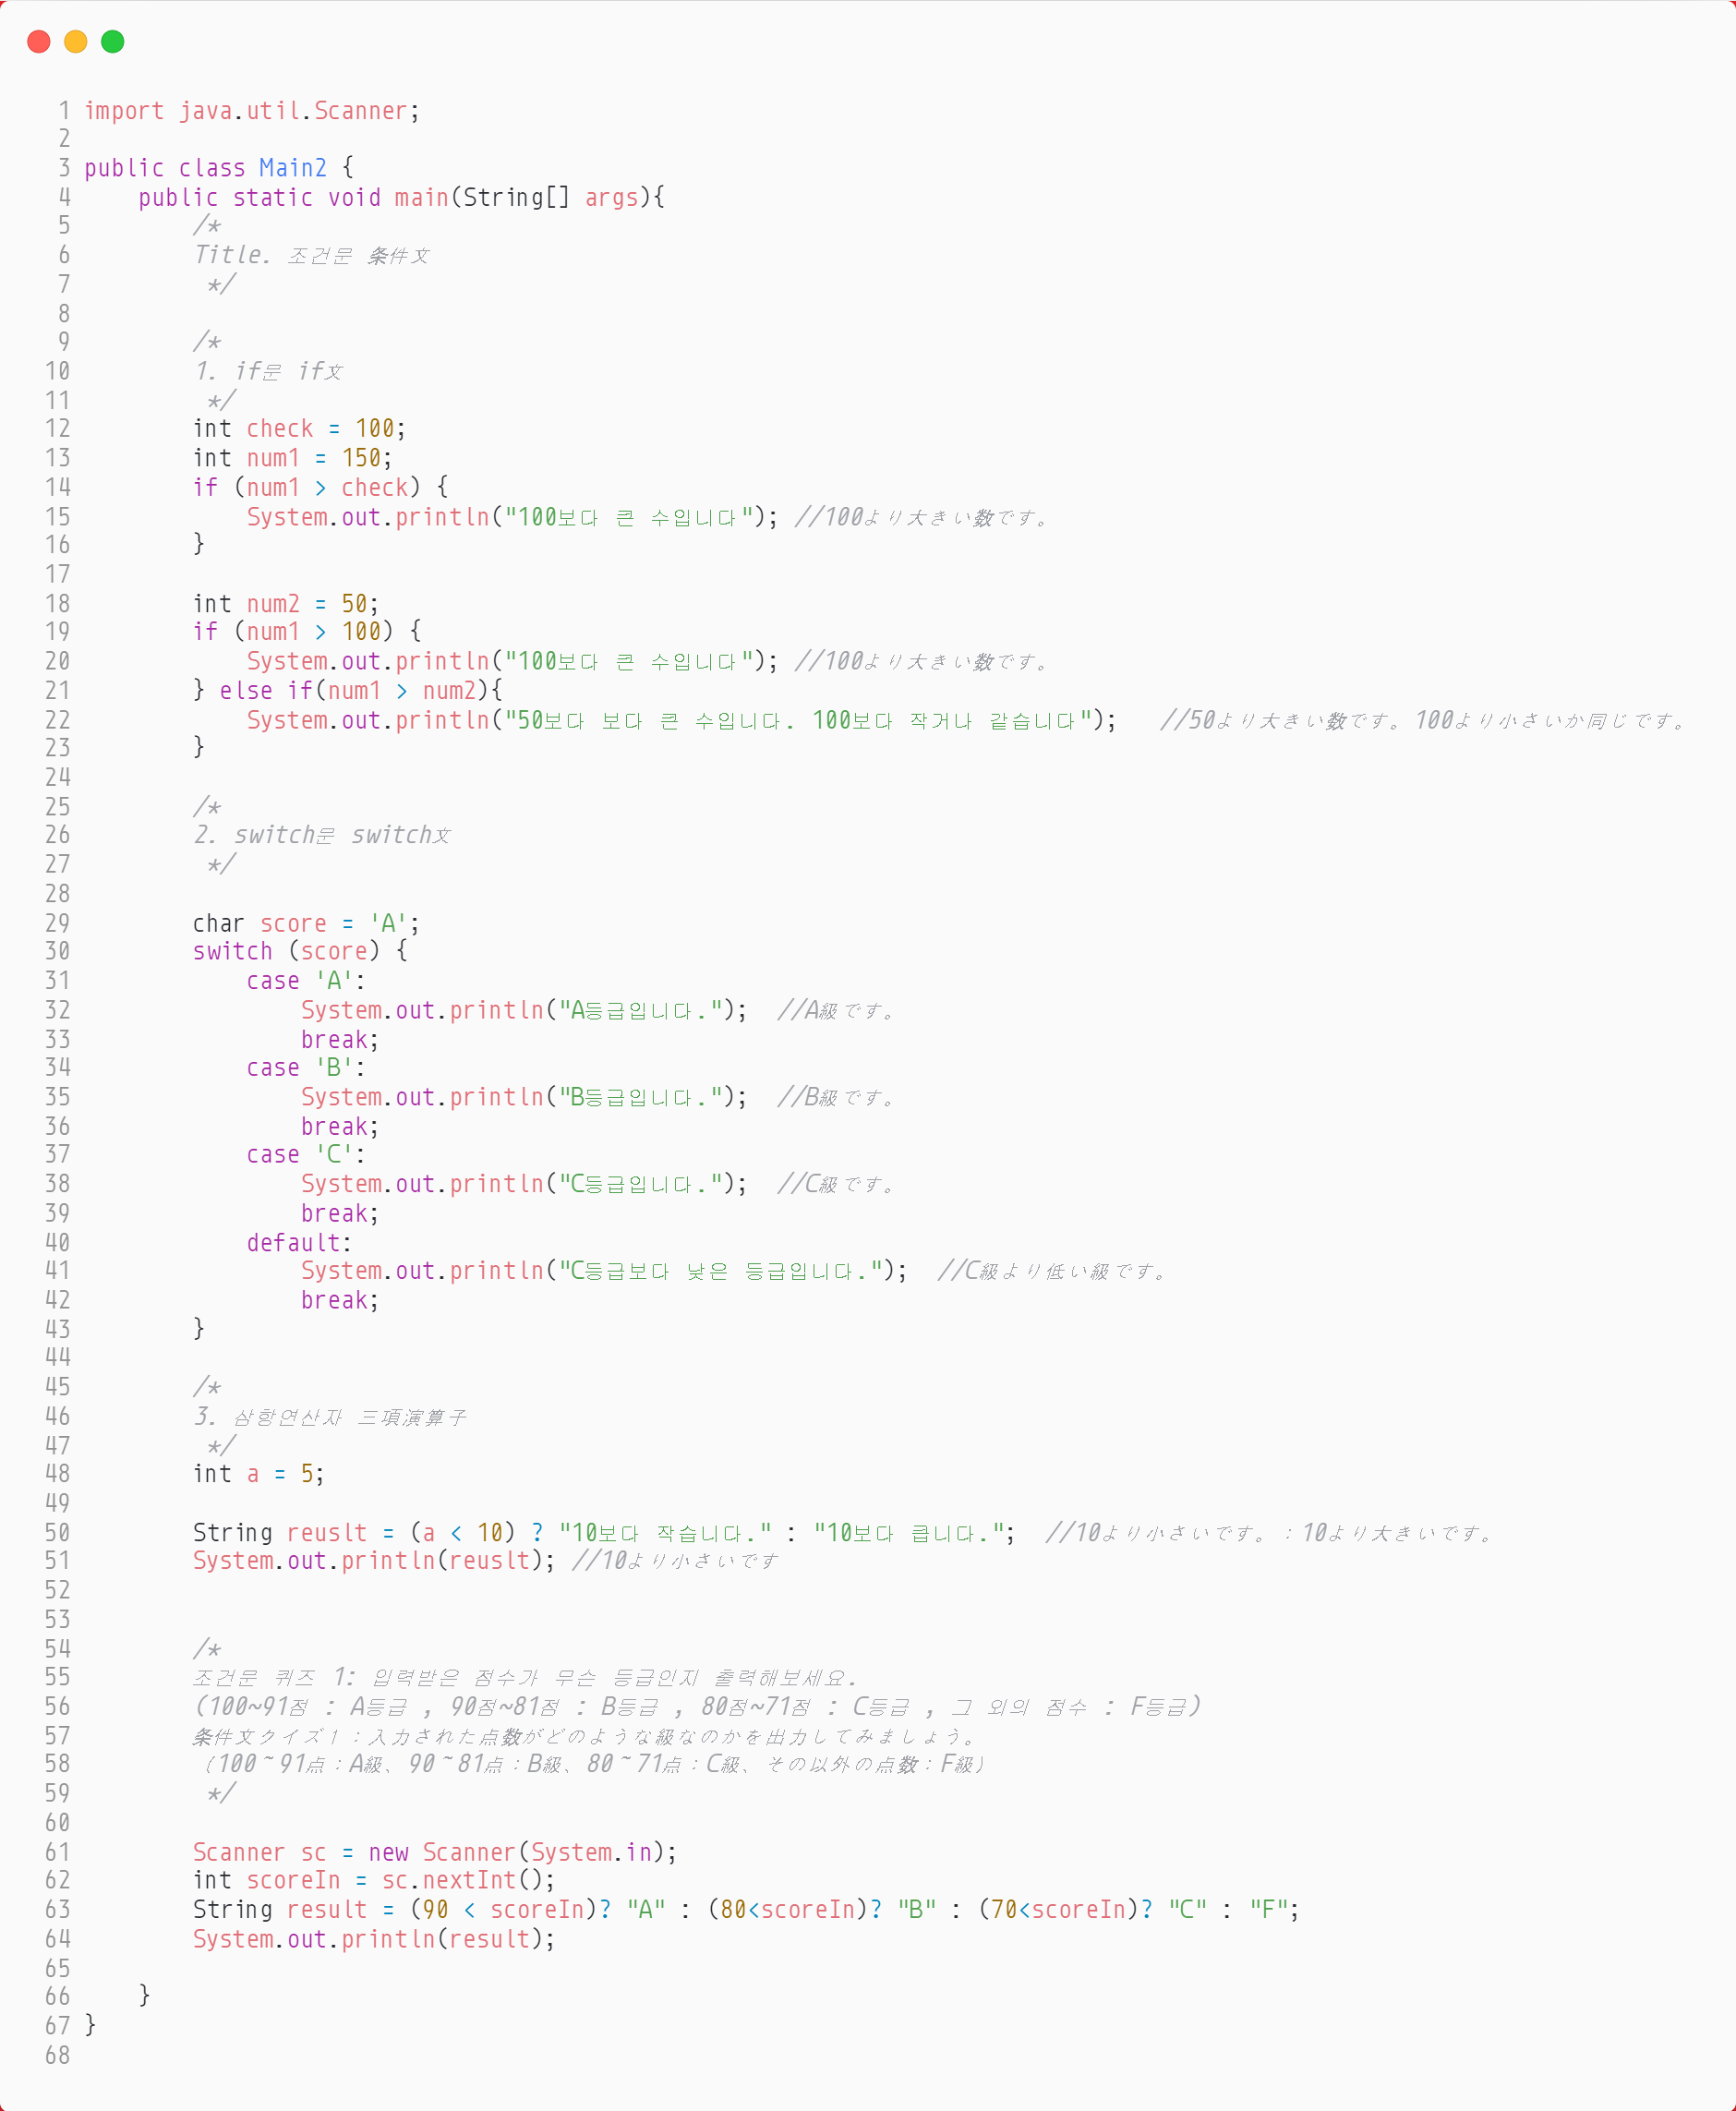 1 import java.util.Scanner;
2
3 public class Main2 {
4     public static void main(String[] args){
5         /*
6         Title. 조건문 条件文
7          */
8
9         /*
10         1. if문 if文
11          */
12         int check = 100;
13         int num1 = 150;
14         if (num1 > check) {
15             System.out.println("100보다 큰 수입니다"); //100より大きい数です。
16         }
17
18         int num2 = 50;
19         if (num1 > 100) {
20             System.out.println("100보다 큰 수입니다"); //100より大きい数です。
21         } else if(num1 > num2){
22             System.out.println("50보다 보다 큰 수입니다. 100보다 작거나 같습니다");   //50より大きい数です。100より小さいか同じです。
23         }
24
25         /*
26         2. switch문 switch文
27          */
28
29         char score = 'A';
30         switch (score) {
31             case 'A':
32                 System.out.println("A등급입니다.");  //A級です。
33                 break;
34             case 'B':
35                 System.out.println("B등급입니다.");  //B級です。
36                 break;
37             case 'C':
38                 System.out.println("C등급입니다.");  //C級です。
39                 break;
40             default:
41                 System.out.println("C등급보다 낮은 등급입니다.");  //C級より低い級です。
42                 break;
43         }
44
45         /*
46         3. 삼항연산자 三項演算子
47          */
48         int a = 5;
49
50         String reuslt = (a < 10) ? "10보다 작습니다." : "10보다 큽니다.";  //10より小さいです。：10より大きいです。
51         System.out.println(reuslt); //10より小さいです
52
53
54         /*
55         조건문 퀴즈 1: 입력받은 점수가 무슨 등급인지 출력해보세요.
56         (100~91점 : A등급 , 90점~81점 : B등급 , 80점~71점 : C등급 , 그 외의 점수 : F등급)
57         条件文クイズ１：入力された点数がどのような級なのかを出力してみましょう。
58         （100～91点：A級、90～81点：B級、80～71点：C級、その以外の点数：F級）
59          */
60
61         Scanner sc = new Scanner(System.in);
62         int scoreIn = sc.nextInt();
63         String result = (90 < scoreIn)? "A" : (80<scoreIn)? "B" : (70<scoreIn)? "C" : "F";
64         System.out.println(result);
65
66     }
67 }
68